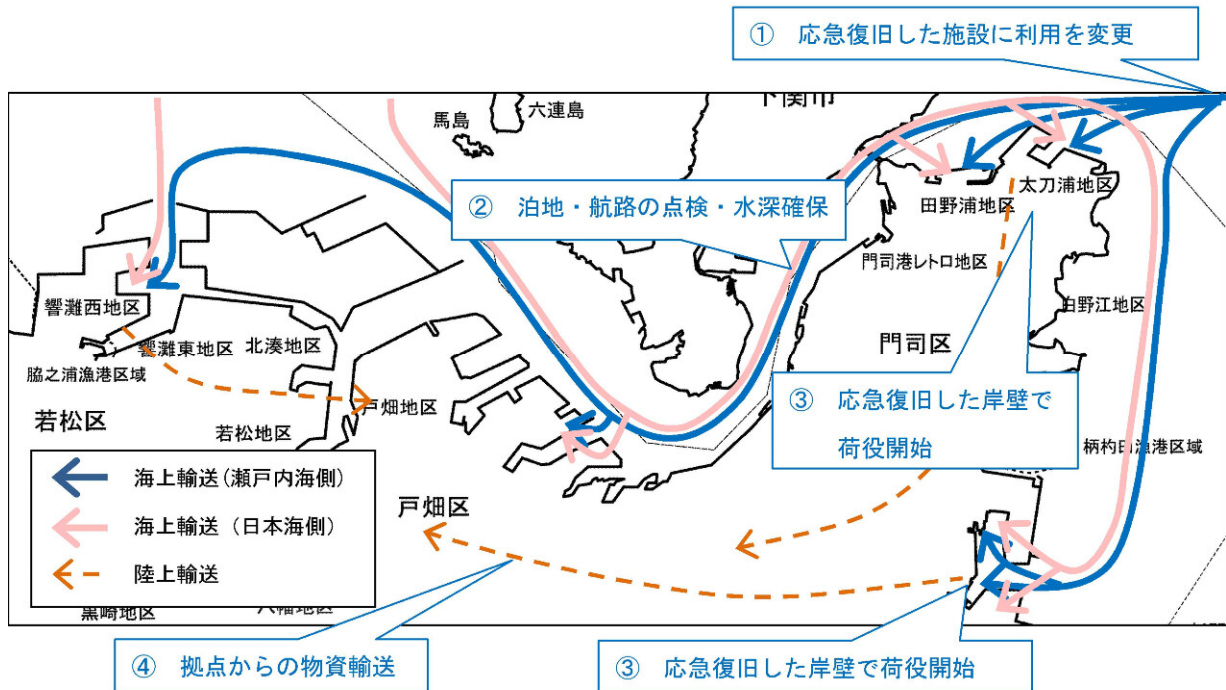 ① 応急復旧した施設に利用を変更
下関市
六連島
馬島
② 泊地・航路の点検・水深確保
太刀浦地区
田野浦地区
門司港レトロ地区
白野江地区
響灘西地区
響灘東地区
北湊地区
門司区
脇之浦漁港区域
戸畑地区
③ 応急復旧した岸壁で
荷役開始
若松区
若松地区
柄杓田漁港区域
海上輸送(瀬戸内海側)
戸畑区
海上輸送(日本海側)
陸上輸送
黒崎地区
八幡地区
④ 拠点からの物資輸送
③ 応急復旧した岸壁で荷役開始